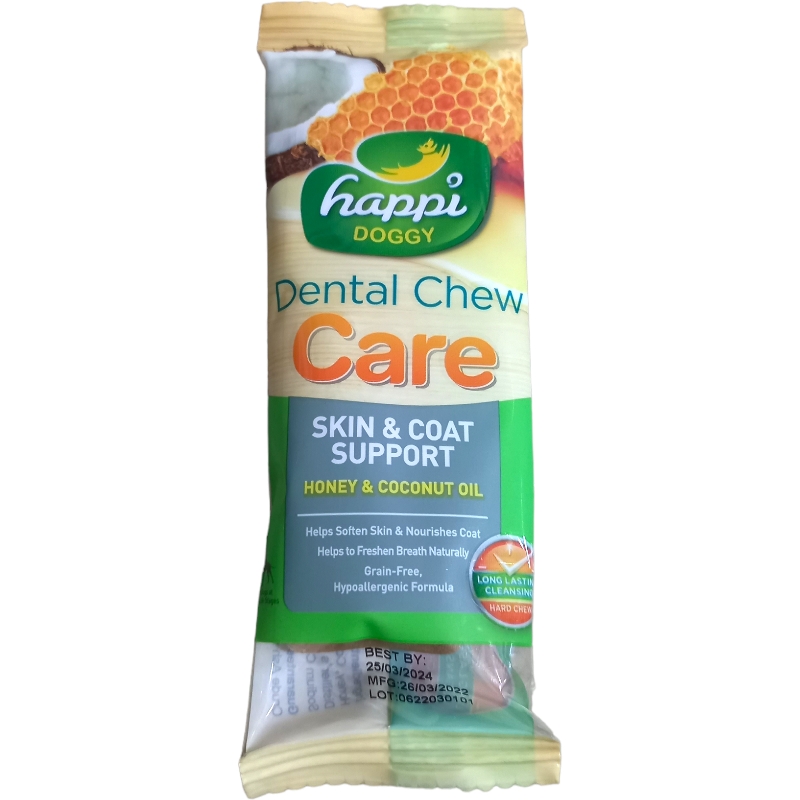 happi
DOGGY
Dental Chew
Care
SKIN & COAT
SUPPORT
HONEY & COCONUT OIL
Helps Soften Skin & Nourishes Coat
Helps to Freshen Breath Naturally
Grain-Free,
Hypoallergenic Formula
LONG LASTING
CLEANSING
HARD CHEW
BEST BY:
25/03/2024
MFG:26/03/2022
LOT:0622030101